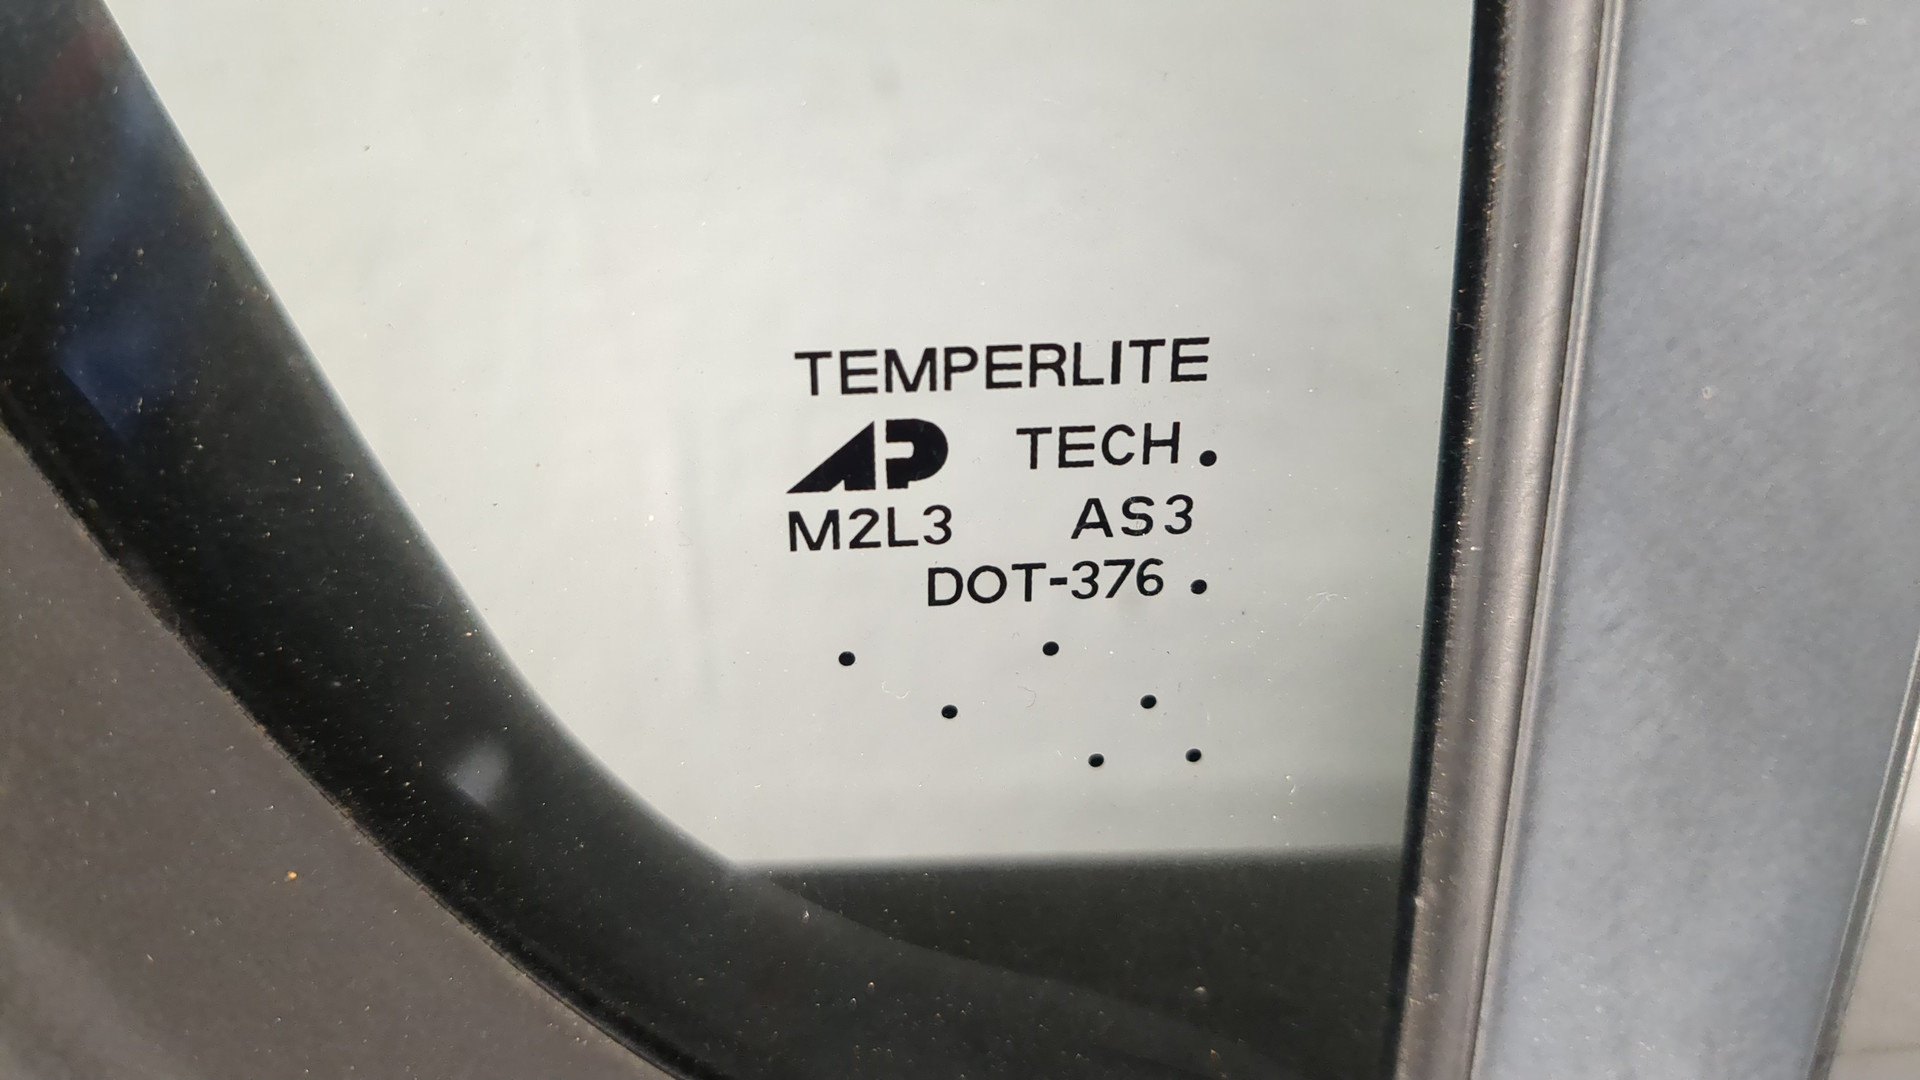 TEMPERLITE
AP TECH.
M2L3 AS3
DOT-376.